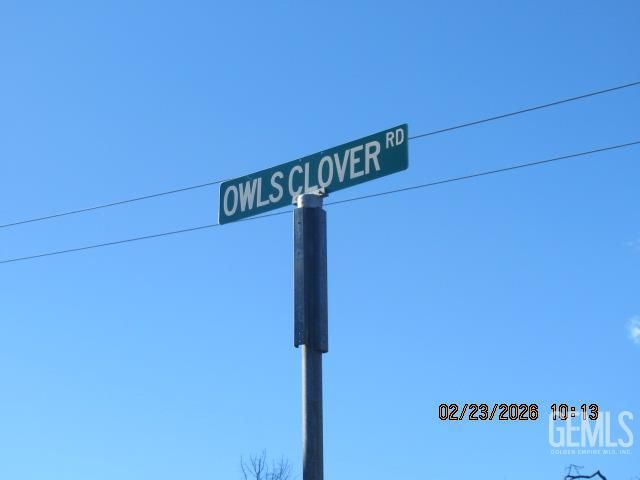 OWLS CLOVER RD
02/23/2026 10:13
GEMLS
GOLDEN EMPIRE MLS, INC.